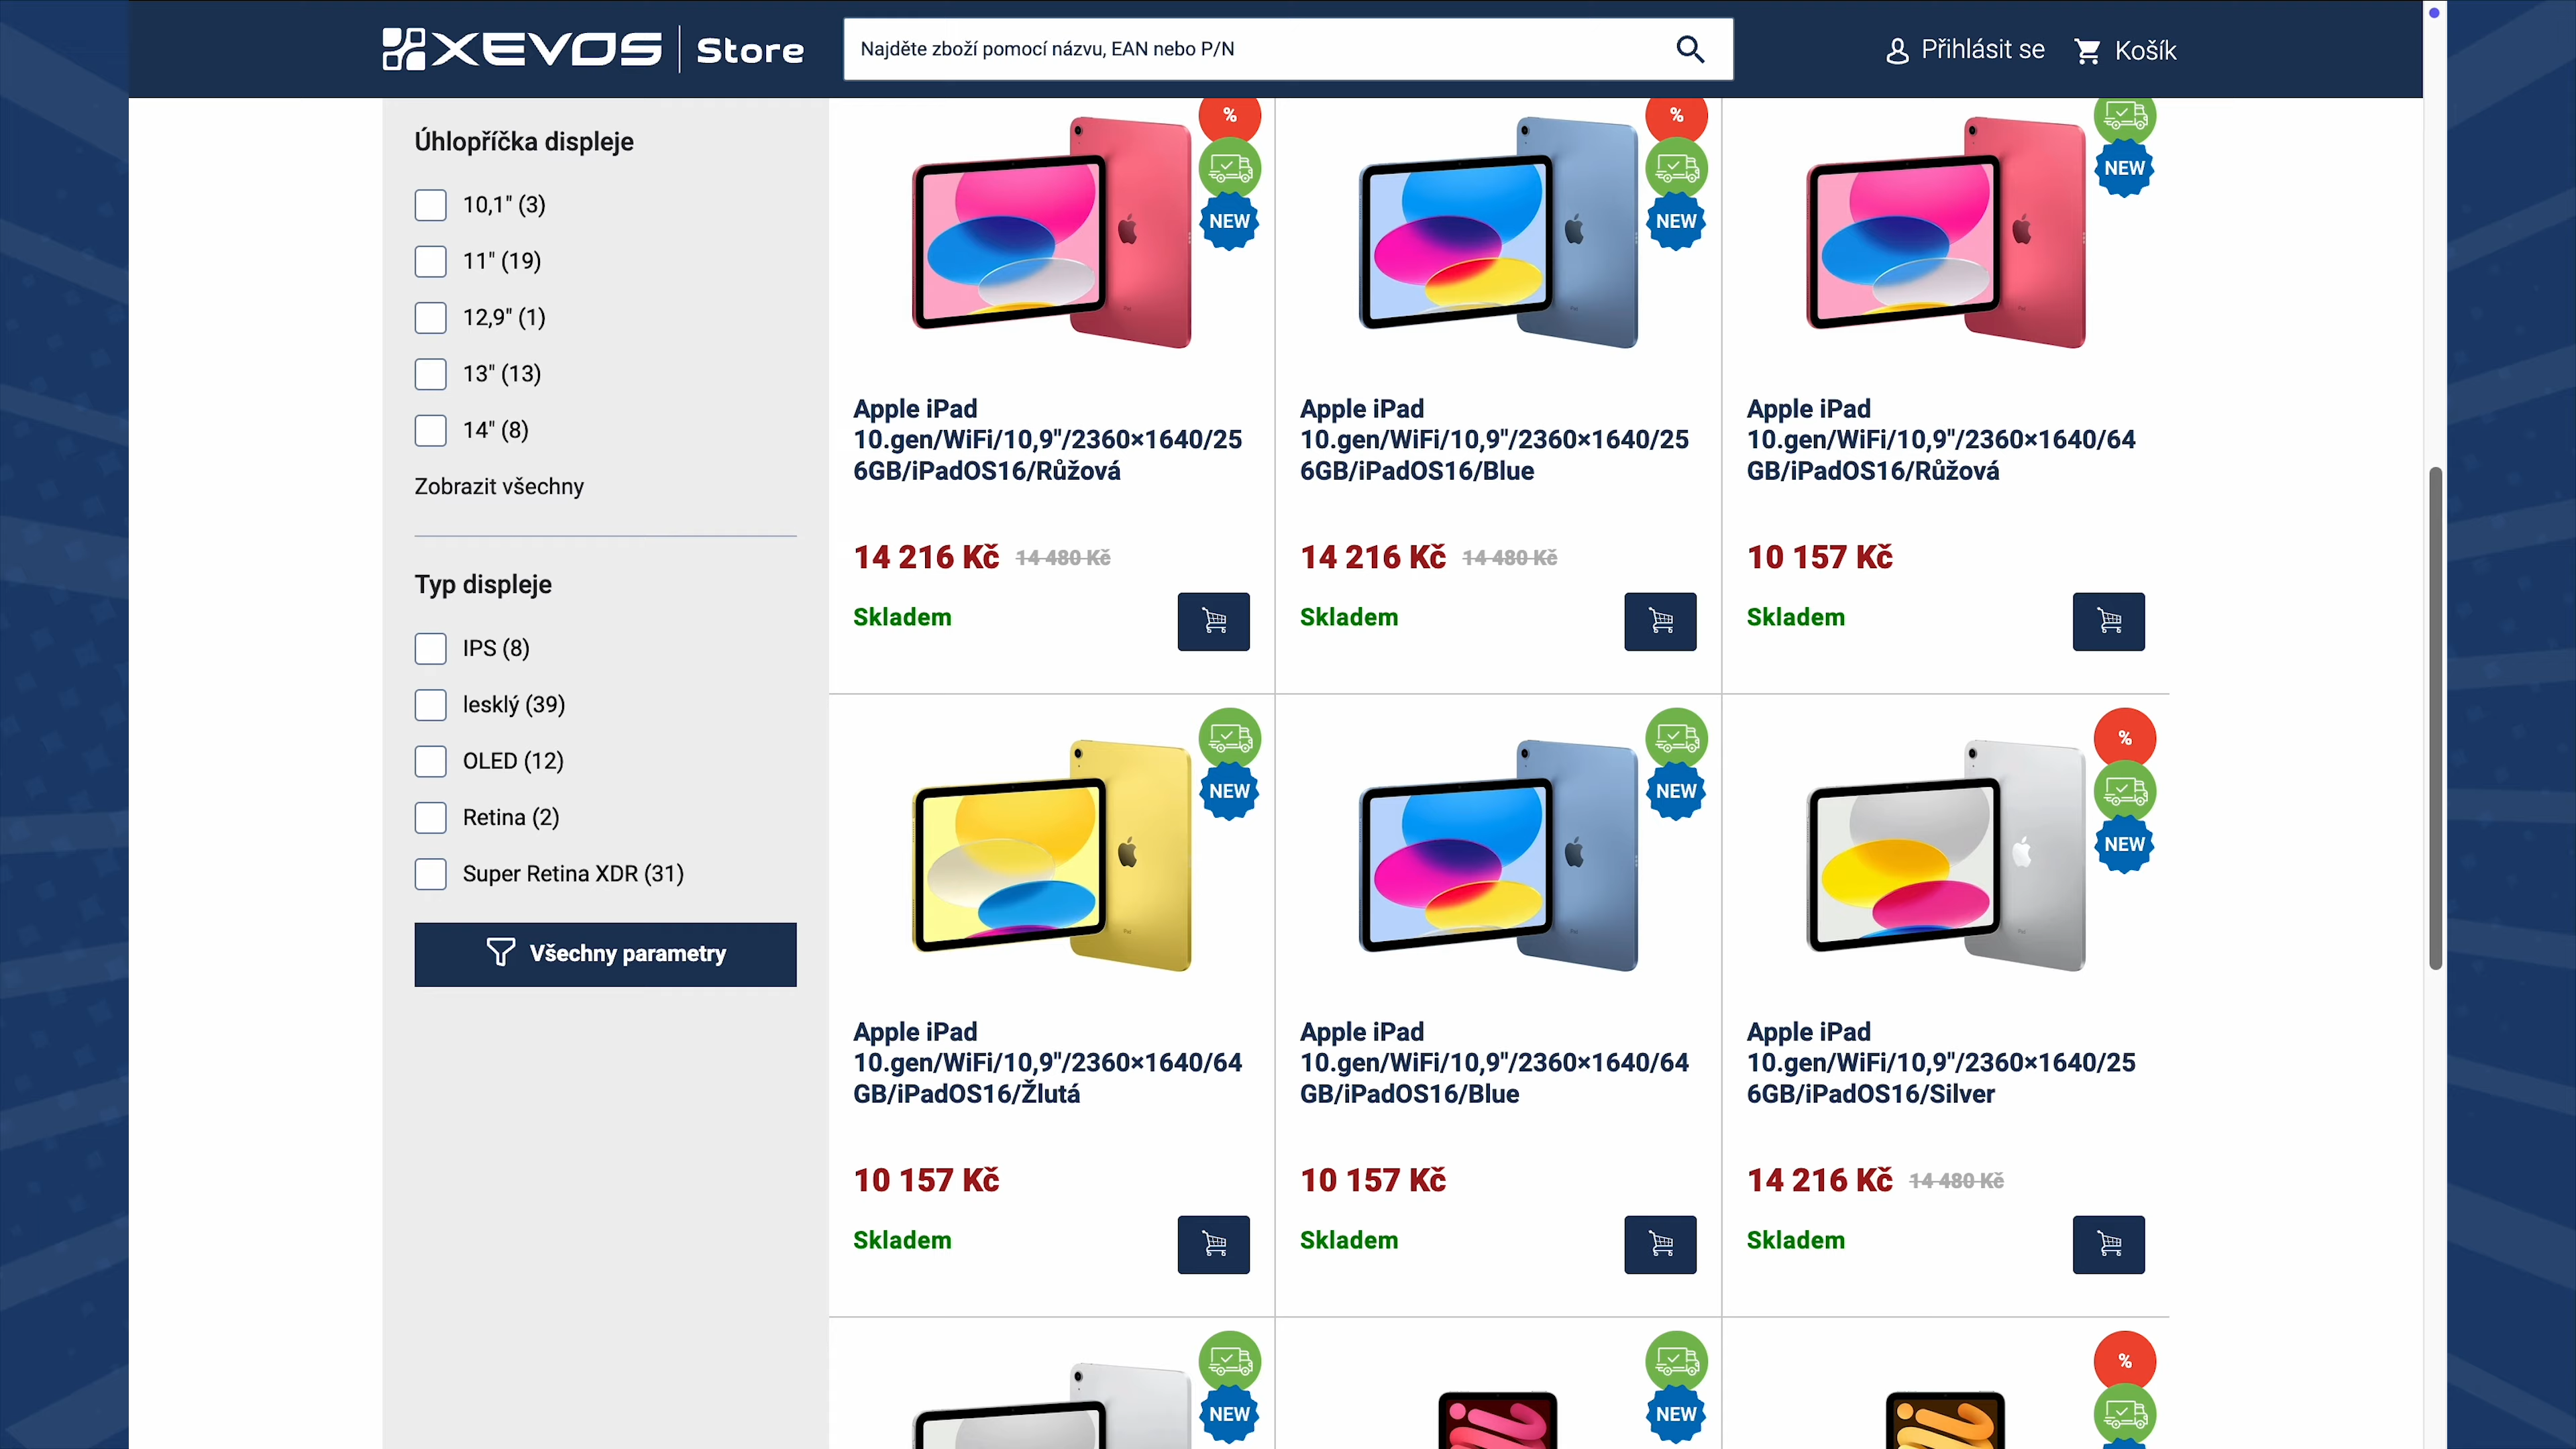 XEVOS Store
Najděte zboží pomocí názvu, EAN nebo P/N
Přihlásit se
Košík
Úhlopříčka displeje
10,1" (3)
11" (19)
12,9" (1)
13" (13)
14" (8)
Zobrazit všechny
Typ displeje
IPS (8)
lesklý (39)
OLED (12)
Retina (2)
Super Retina XDR (31)
Všechny parametry
%
NEW
Apple iPad
10.gen/WiFi/10,9"/2360×1640/25
6GB/iPadOS16/Růžová
14 216 Kč 14 480 Kč
Skladem
%
NEW
Apple iPad
10.gen/WiFi/10,9"/2360×1640/25
6GB/iPadOS16/Blue
14 216 Kč 14 480 Kč
Skladem
NEW
Apple iPad
10.gen/WiFi/10,9"/2360×1640/64
GB/iPadOS16/Růžová
10 157 Kč
Skladem
NEW
Apple iPad
10.gen/WiFi/10,9"/2360×1640/64
GB/iPadOS16/Žlutá
10 157 Kč
Skladem
NEW
Apple iPad
10.gen/WiFi/10,9"/2360×1640/64
GB/iPadOS16/Blue
10 157 Kč
Skladem
%
NEW
Apple iPad
10.gen/WiFi/10,9"/2360×1640/25
6GB/iPadOS16/Silver
14 216 Kč 14 480 Kč
Skladem
NEW
NEW
%